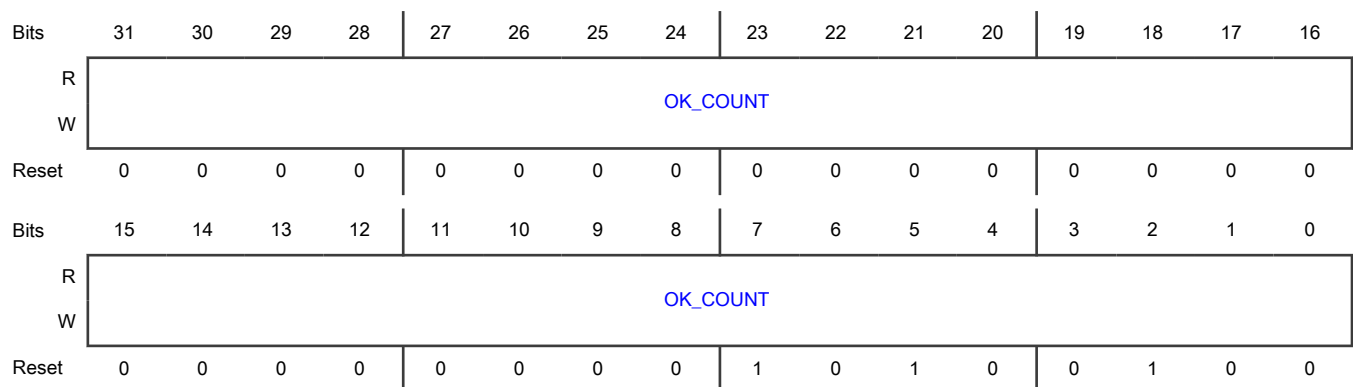 Bits 31 30 29 28 27 26 25 24 23 22 21 20 19 18 17 16
R
OK_COUNT
W
Reset 0 0 0 0 0 0 0 0 0 0 0 0 0 0 0 0
Bits 15 14 13 12 11 10 9 8 7 6 5 4 3 2 1 0
R
OK_COUNT
W
Reset 0 0 0 0 0 0 0 0 1 0 1 0 0 1 0 0